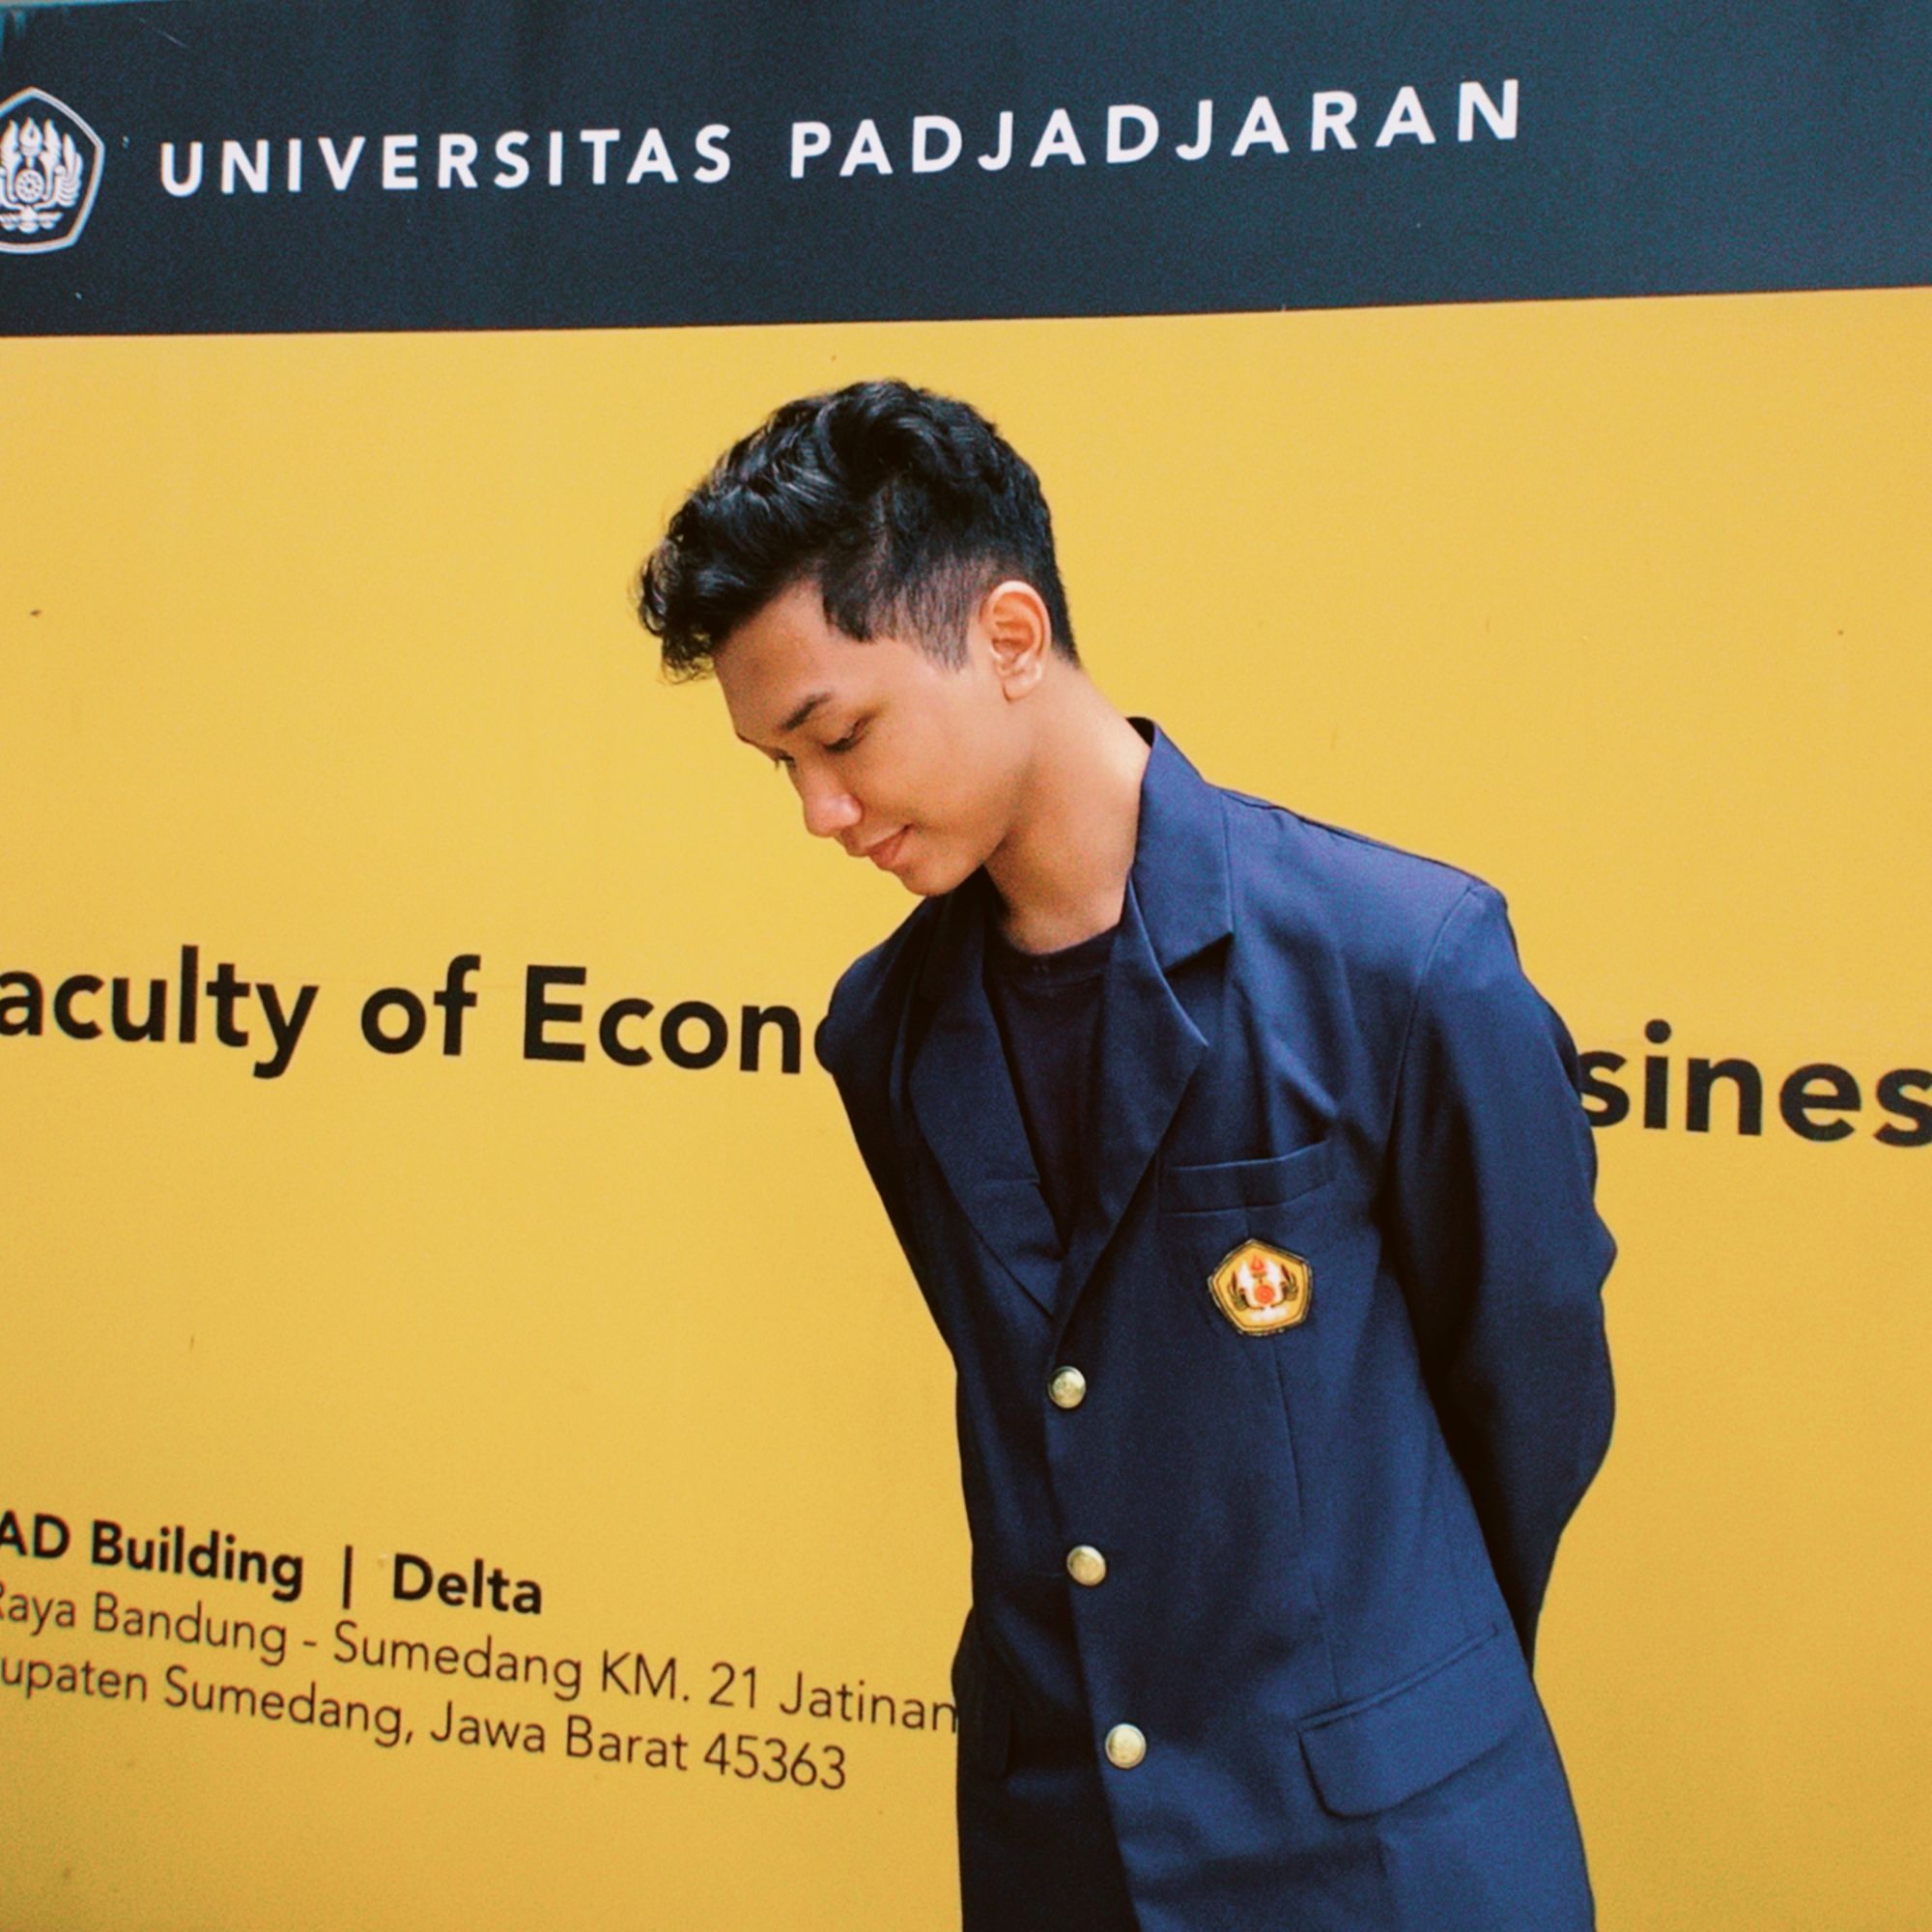 UNIVERSITAS PADJADJARAN
aculty of Econo sines
AD Building | Delta
Raya Bandung - Sumedang KM. 21 Jatinan
upaten Sumedang, Jawa Barat 45363